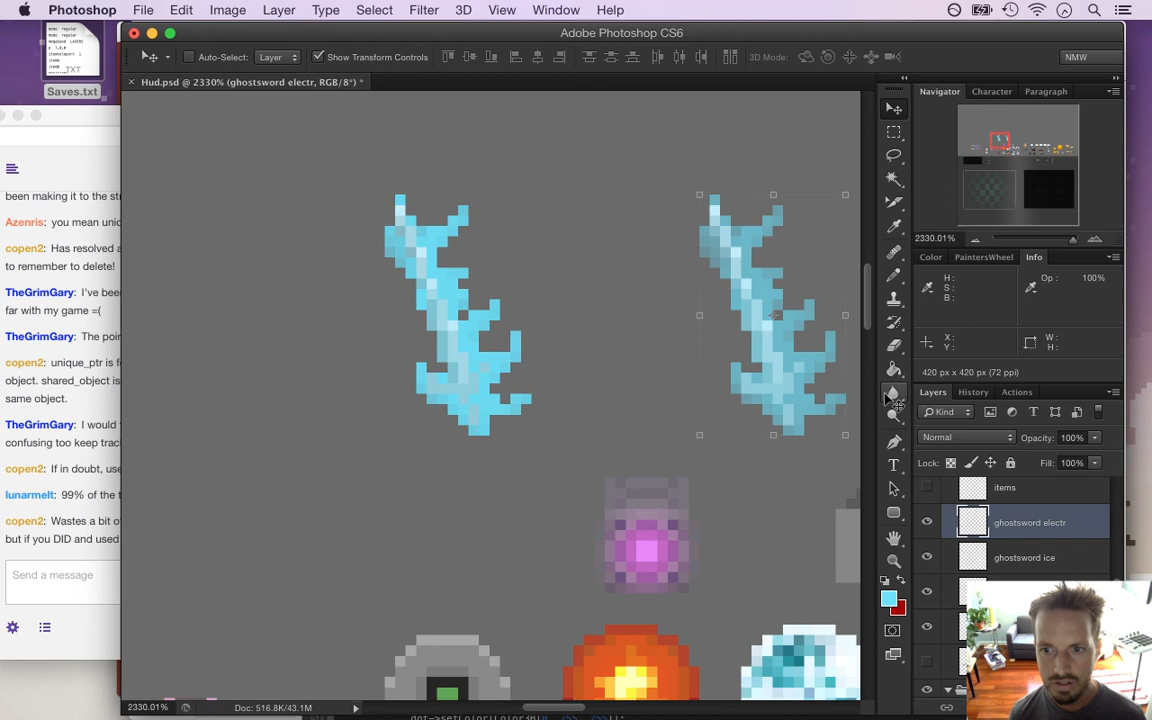 Photoshop File Edit Image Layer Type Select Filter 3D View Window Help
Adobe Photoshop CS6
Auto-Select: Layer Show Transform Controls 3D Mode: NMW
× Hud.psd @ 2330% (ghostsword electr, RGB/8*) *
Saves.txt
TXT
been making it to the str
Azenris: you mean unic
copen2: Has resolved a
to remember to delete!
TheGrimGary: I've bee
far with my game =(
TheGrimGary: The poin
copen2: unique_ptr is f
object. shared_object is
same object.
TheGrimGary: I would
confusing too keep track
copen2: If in doubt, use
lunarmelt: 99% of the t
copen2: Wastes a bit o
but if you DID and used
Send a message
Navigator Character Paragraph
2330.01%
Color PaintersWheel Info
H:
S:
B:
Op: 100%
X:
Y:
W:
H:
420 px x 420 px (72 ppi)
Layers History Actions
Kind
Normal Opacity: 100%
Lock: Fill: 100%
items
ghostsword electr
ghostsword ice
2330.01% Doc: 516.8K/43.1M